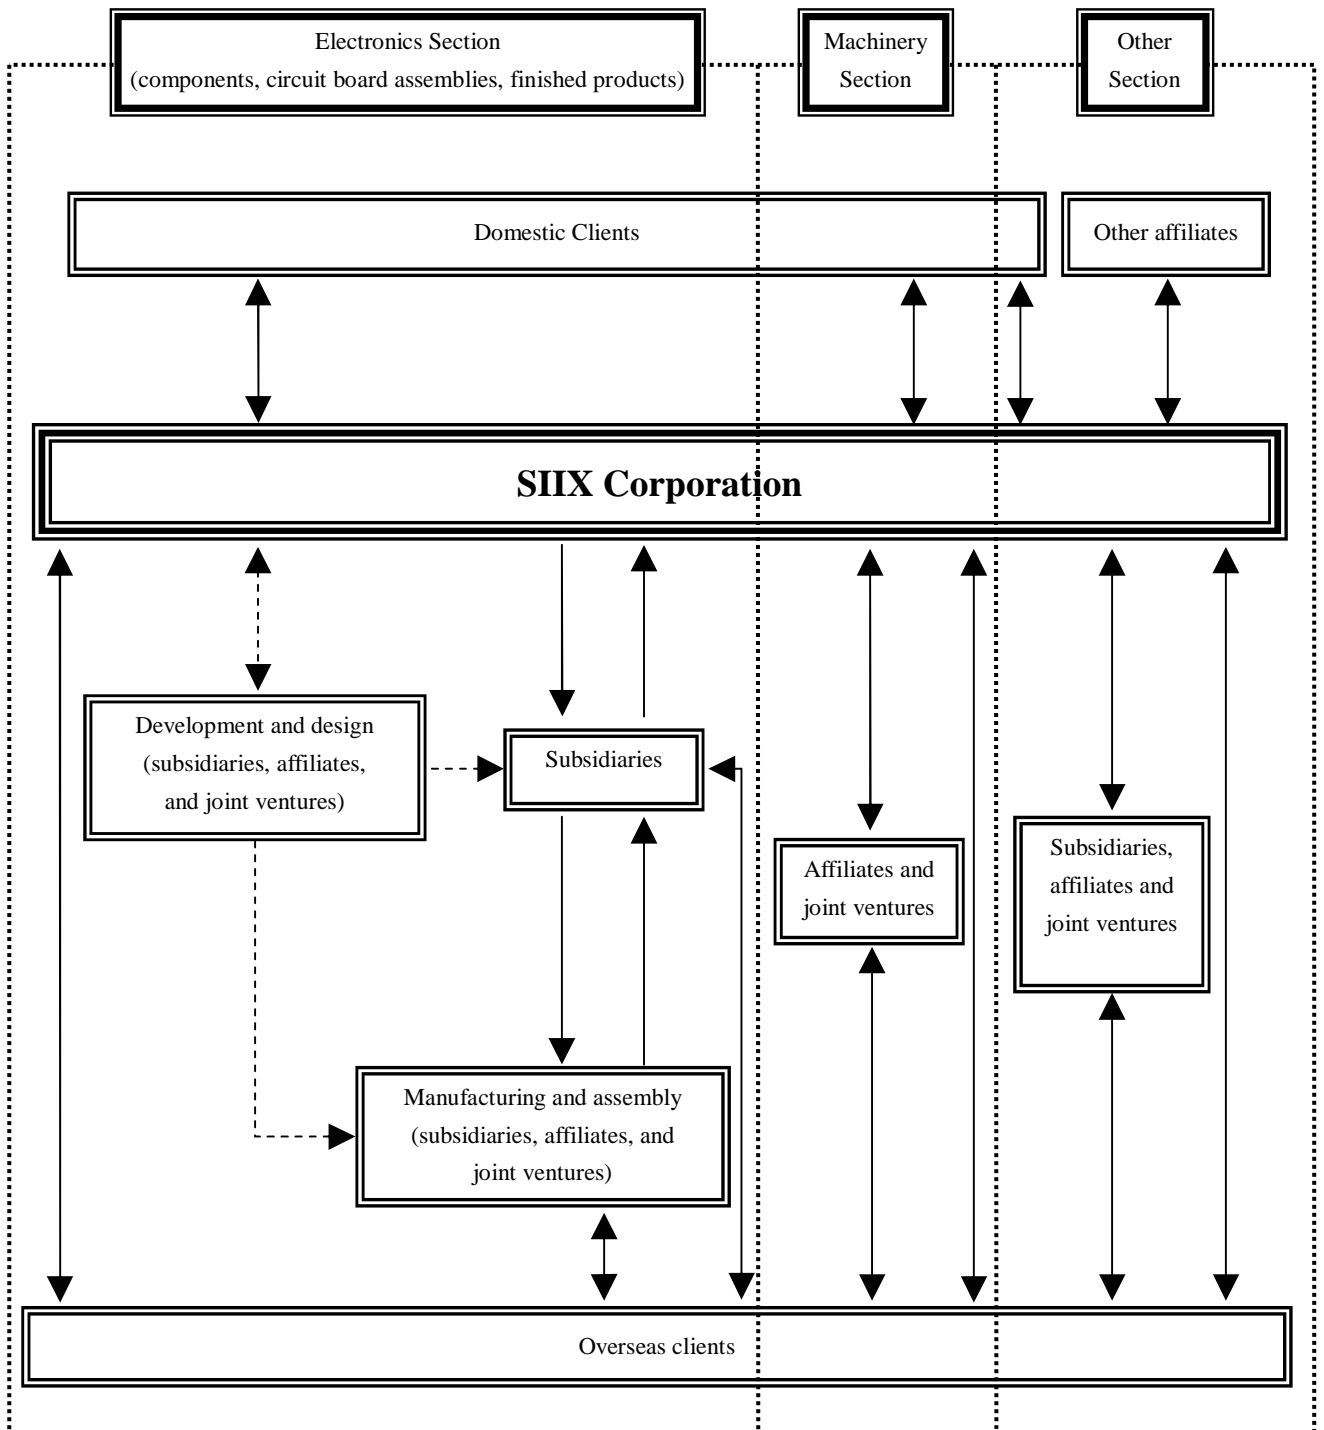 Electronics Section
(components, circuit board assemblies, finished products)
Machinery
Section
Other
Section
Domestic Clients
Other affiliates
SIIX Corporation
Development and design
(subsidiaries, affiliates,
and joint ventures)
Subsidiaries
Affiliates and
joint ventures
Subsidiaries,
affiliates and
joint ventures
Manufacturing and assembly
(subsidiaries, affiliates, and
joint ventures)
Overseas clients